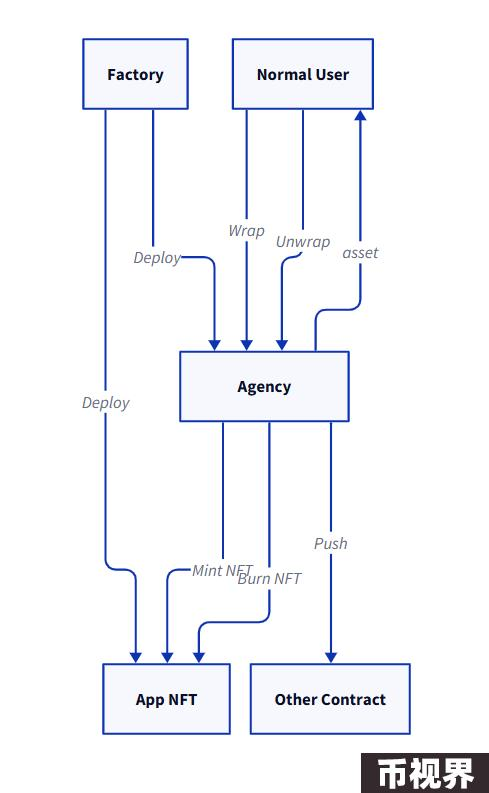 Factory
Normal User
Wrap
Unwrap
asset
Deploy
Agency
Deploy
Push
Mint NFT
Burn NFT
App NFT
Other Contract
币视界